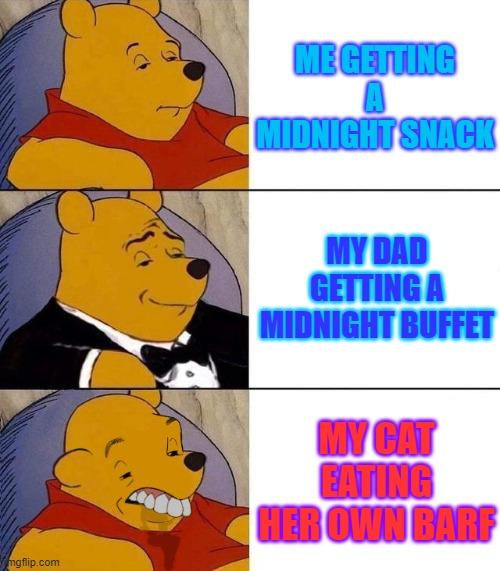 ME GETTING
A
MIDNIGHT SNACK
MY DAD
GETTING A
MIDNIGHT BUFFET
MY CAT
EATING
HER OWN BARF
imgflip.com